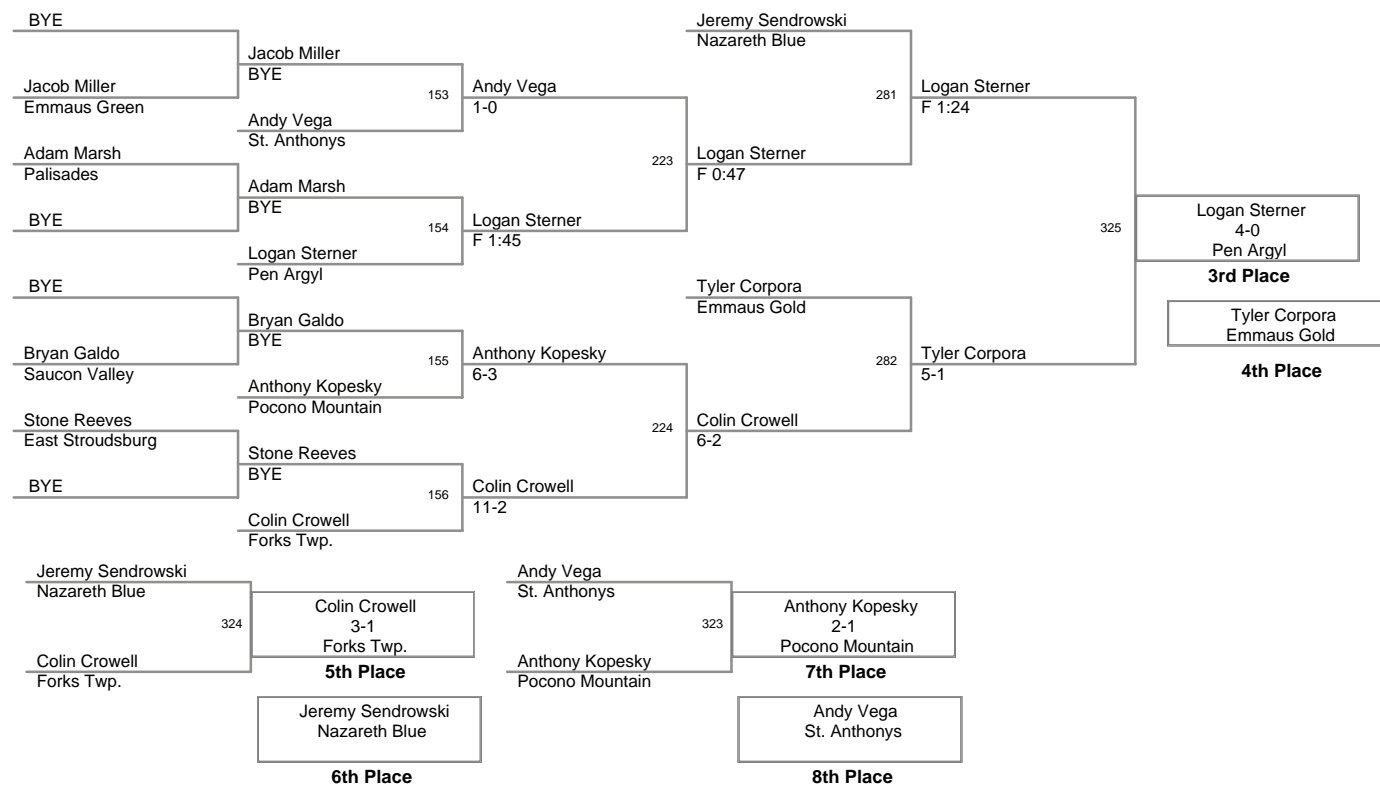 BYE
Jacob Miller
Emmaus Green
Adam Marsh
Palisades
BYE
BYE
Bryan Galdo
Saucon Valley
Stone Reeves
East Stroudsburg
BYE
Jacob Miller
BYE
153
Andy Vega
St. Anthonys
Adam Marsh
BYE
154
Logan Sterner
Pen Argyl
Bryan Galdo
BYE
155
Anthony Kopesky
Pocono Mountain
Stone Reeves
BYE
156
Colin Crowell
Forks Twp.
Andy Vega
1-0
223
Logan Sterner
F 1:45
Anthony Kopesky
6-3
224
Colin Crowell
11-2
Jeremy Sendrowski
Nazareth Blue
281
Logan Sterner
F 0:47
Tyler Corpora
Emmaus Gold
282
Colin Crowell
6-2
Logan Sterner
F 1:24
325
Tyler Corpora
5-1
Logan Sterner
4-0
Pen Argyl
3rd Place
Tyler Corpora
Emmaus Gold
4th Place
Jeremy Sendrowski
Nazareth Blue
324
Colin Crowell
Forks Twp.
Colin Crowell
3-1
Forks Twp.
5th Place
Jeremy Sendrowski
Nazareth Blue
6th Place
Andy Vega
St. Anthonys
323
Anthony Kopesky
Pocono Mountain
Anthony Kopesky
2-1
Pocono Mountain
7th Place
Andy Vega
St. Anthonys
8th Place